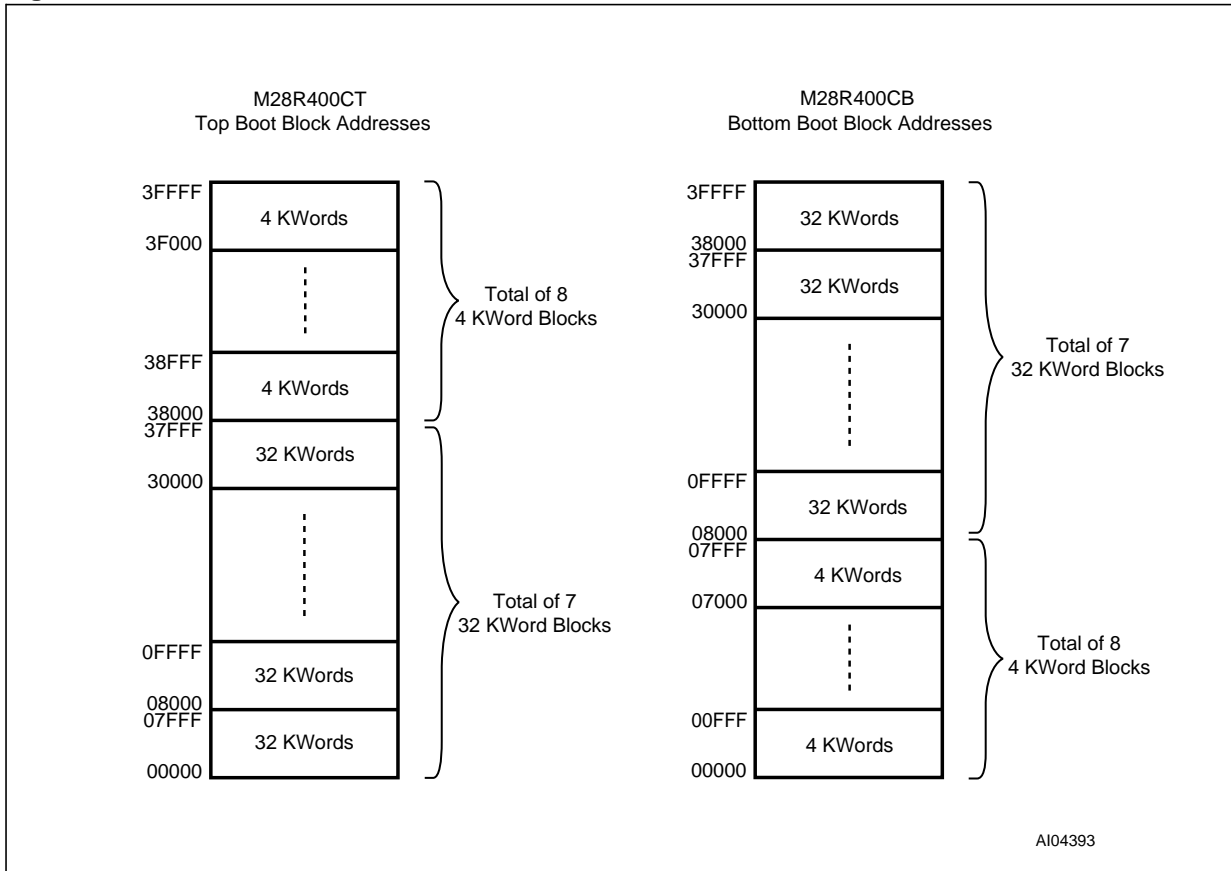 M28R400CT
Top Boot Block Addresses
3FFFF
4 KWords
3F000
Total of 8
4 KWord Blocks
38FFF
4 KWords
38000
37FFF
32 KWords
30000
Total of 7
32 KWord Blocks
0FFFF
32 KWords
08000
07FFF
32 KWords
00000
M28R400CB
Bottom Boot Block Addresses
3FFFF
32 KWords
38000
37FFF
32 KWords
30000
Total of 7
32 KWord Blocks
0FFFF
32 KWords
08000
07FFF
4 KWords
07000
Total of 8
4 KWord Blocks
00FFF
4 KWords
00000
AI04393